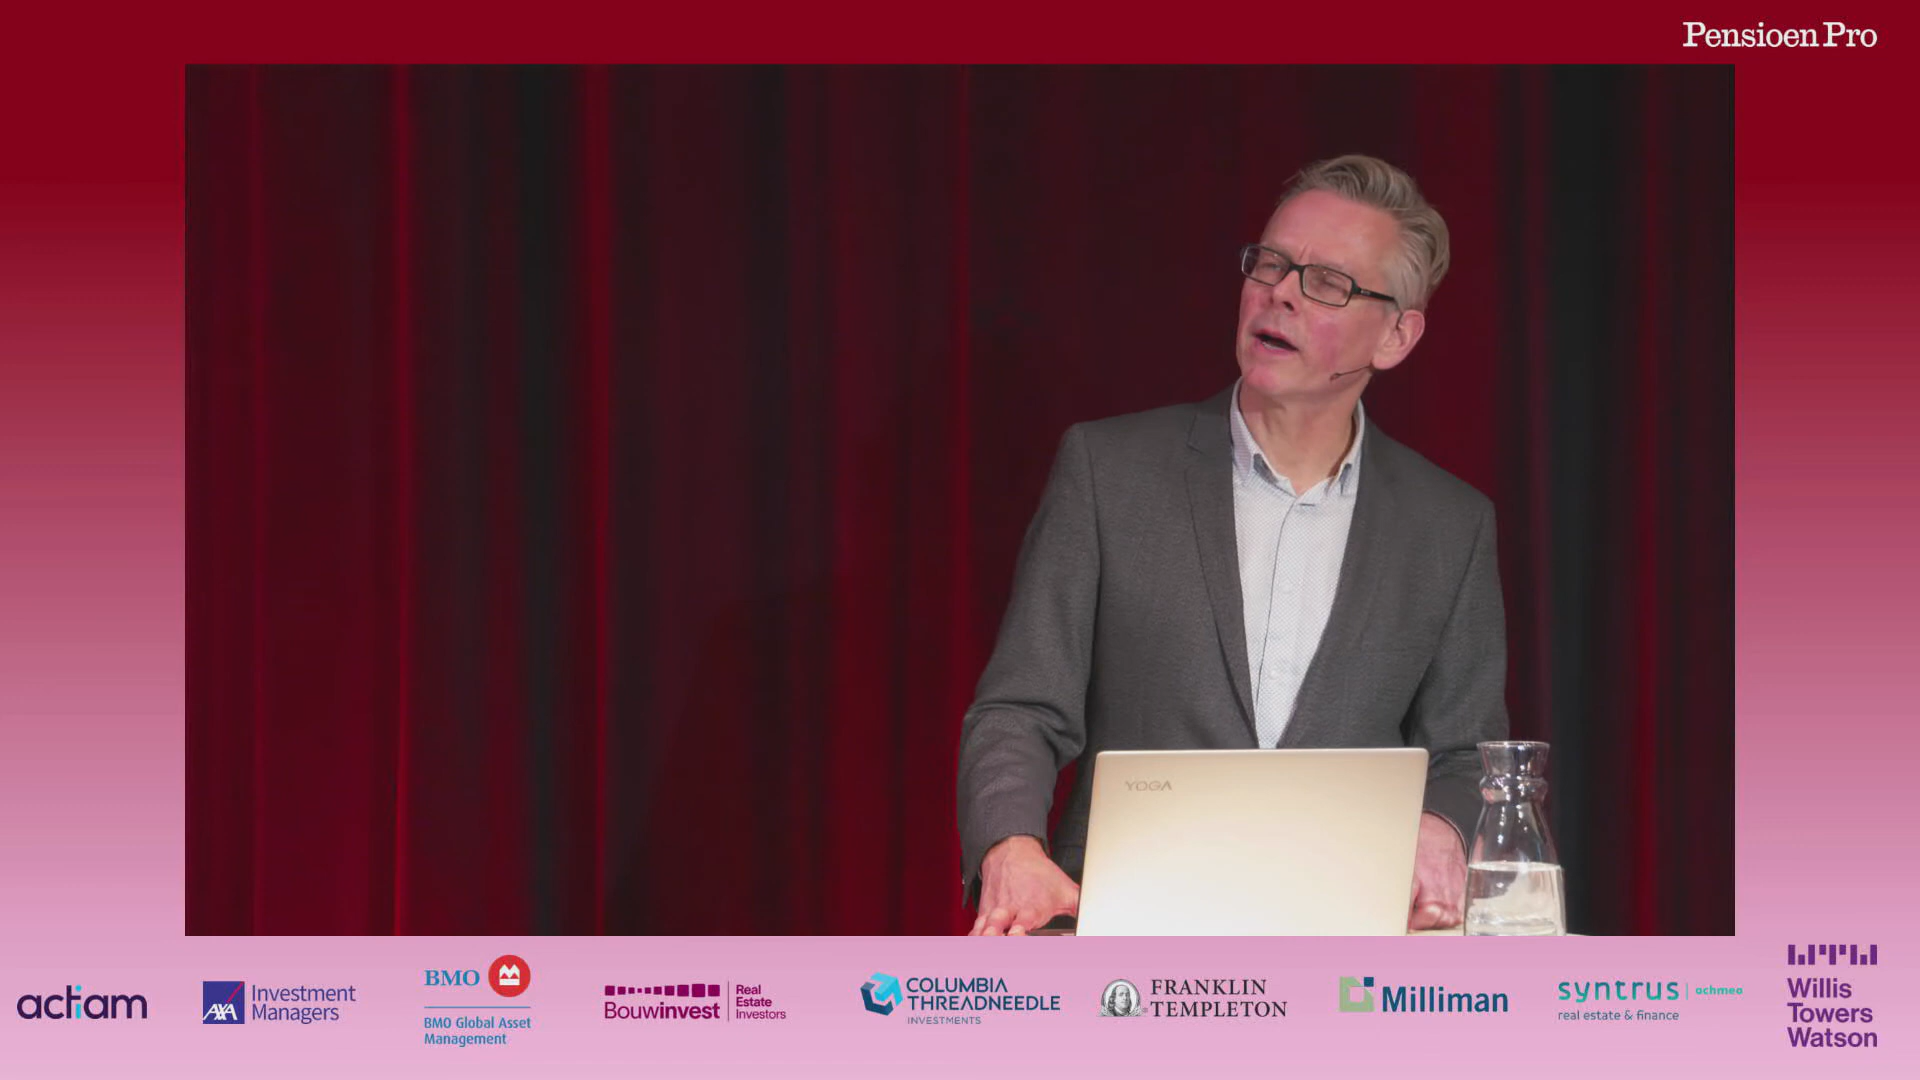 Pensioen Pro
YOGA
actiam
AXA
Investment
Managers
BMO
BMO Global Asset
Management
Bouwinvest
Real
Estate
Investors
COLUMBIA
THREADNEEDLE
INVESTMENTS
FRANKLIN
TEMPLETON
Milliman
syntrus | achmea
real estate & finance
Willis
Towers
Watson